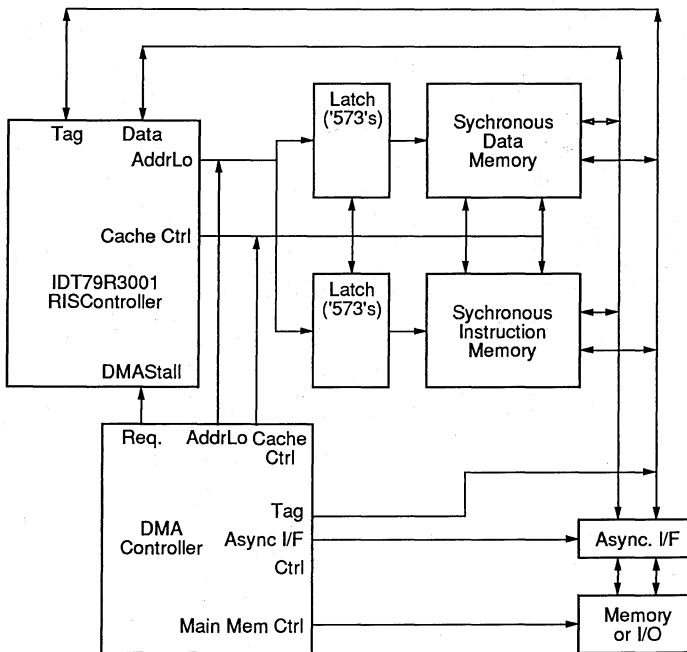 Tag
Data
AddrLo
Cache Ctrl
IDT79R3001
RISController
DMAStall
Latch
('573's)
Sychronous
Data
Memory
Latch
('573's)
Sychronous
Instruction
Memory
Req.
AddrLo
Cache
Ctrl
Tag
DMA
Controller
Async I/F
Ctrl
Main Mem Ctrl
Async. I/F
Memory
or I/O